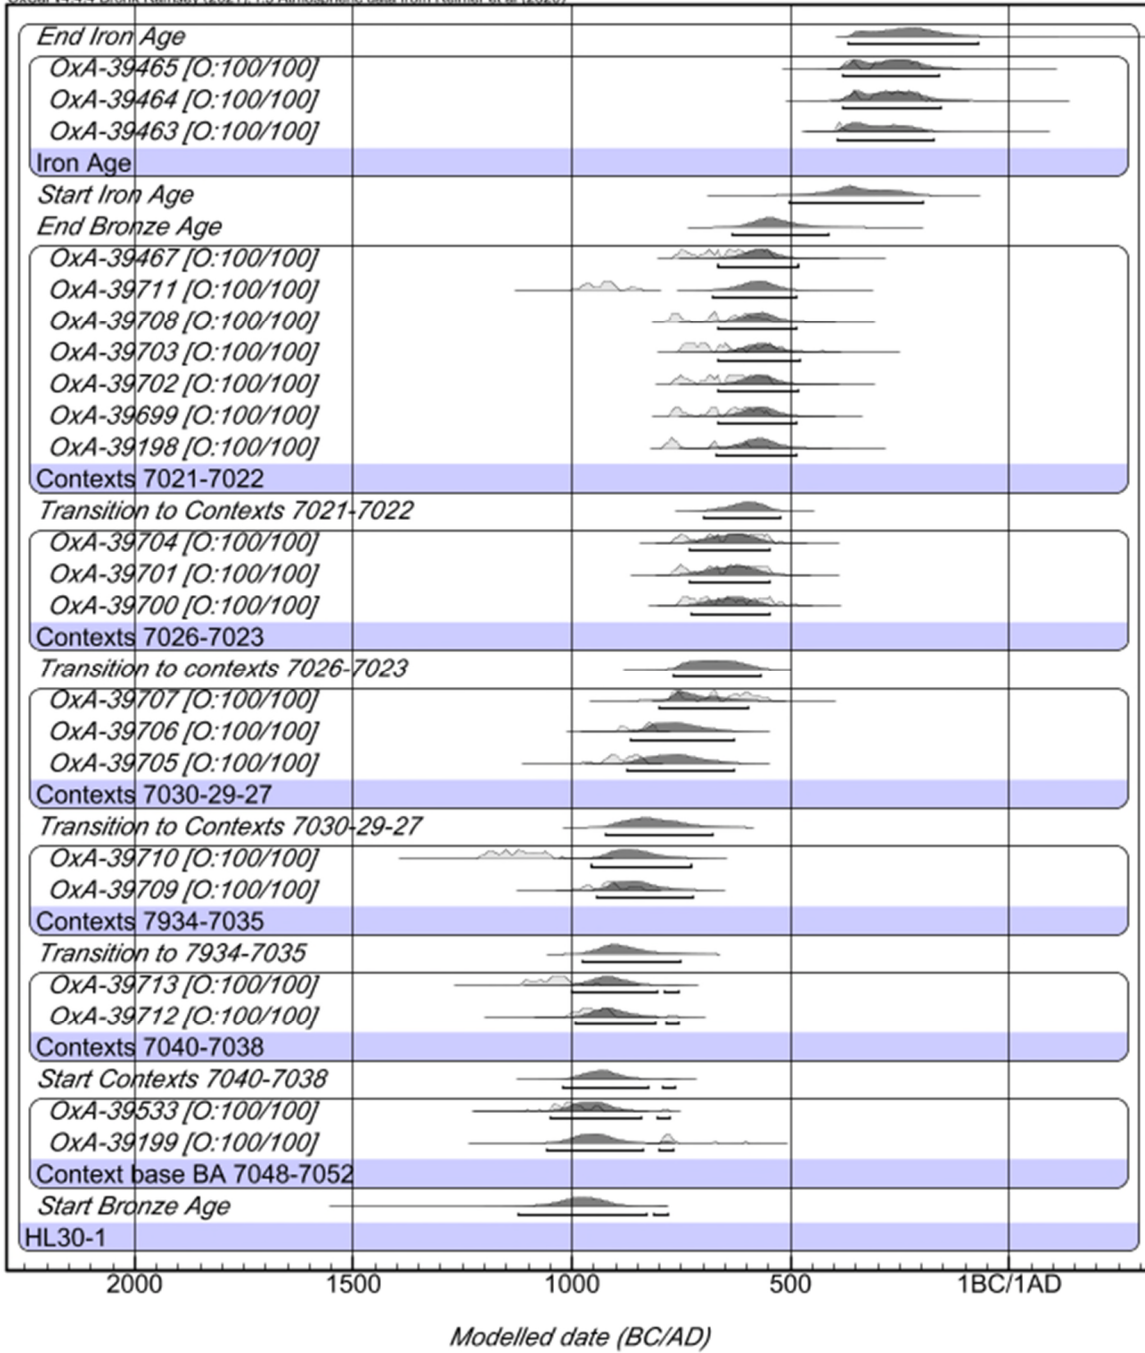 End Iron Age
OxA-39465 [O:100/100]
OxA-39464 [O:100/100]
OxA-39463 [O:100/100]
Iron Age
Start Iron Age
End Bronze Age
OxA-39467 [O:100/100]
OxA-39711 [O:100/100]
OxA-39708 [O:100/100]
OxA-39703 [O:100/100]
OxA-39702 [O:100/100]
OxA-39699 [O:100/100]
OxA-39198 [O:100/100]
Contexts 7021-7022
Transition to Contexts 7021-7022
OxA-39704 [O:100/100]
OxA-39701 [O:100/100]
OxA-39700 [O:100/100]
Contexts 7026-7023
Transition to contexts 7026-7023
OxA-39707 [O:100/100]
OxA-39706 [O:100/100]
OxA-39705 [O:100/100]
Contexts 7030-29-27
Transition to Contexts 7030-29-27
OxA-39710 [O:100/100]
OxA-39709 [O:100/100]
Contexts 7934-7035
Transition to 7934-7035
OxA-39713 [O:100/100]
OxA-39712 [O:100/100]
Contexts 7040-7038
Start Contexts 7040-7038
OxA-39533 [O:100/100]
OxA-39199 [O:100/100]
Context base BA 7048-7052
Start Bronze Age
HL30-1
2000 1500 1000 500 1BC/1AD
Modelled date (BC/AD)